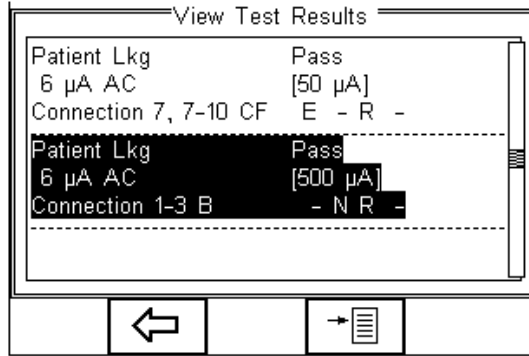 View Test Results
Patient Lkg Pass
6 µA AC [50 µA]
Connection 7, 7-10 CF E - R -
Patient Lkg Pass
6 µA AC [500 µA]
Connection 1-3 B - N R -